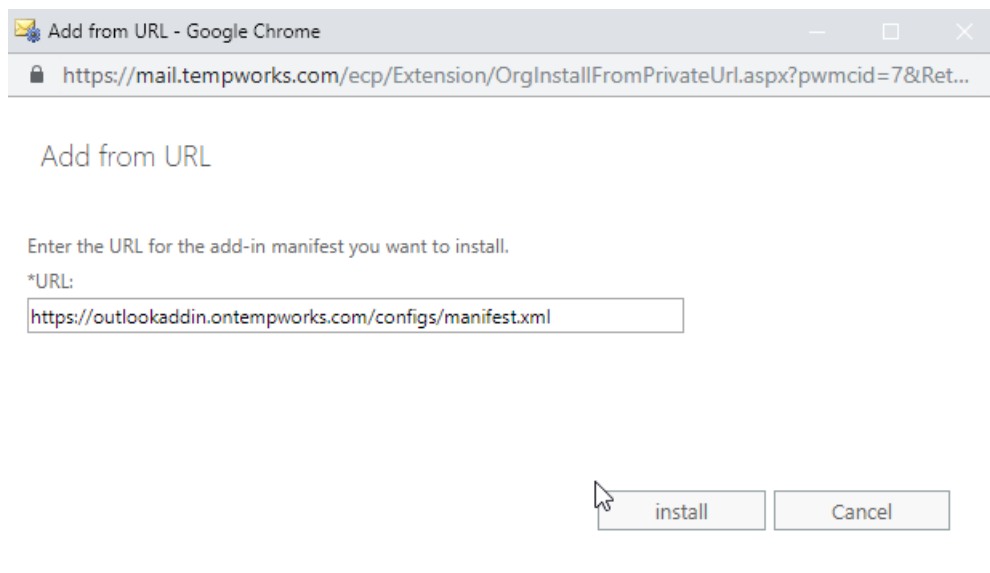 Add from URL - Google Chrome
https://mail.tempworks.com/ecp/Extension/OrgInstallFromPrivateUrl.aspx?pwmcid=7&Ret...
Add from URL
Enter the URL for the add-in manifest you want to install.
*URL:
https://outlookaddin.ontempworks.com/configs/manifest.xml
install Cancel